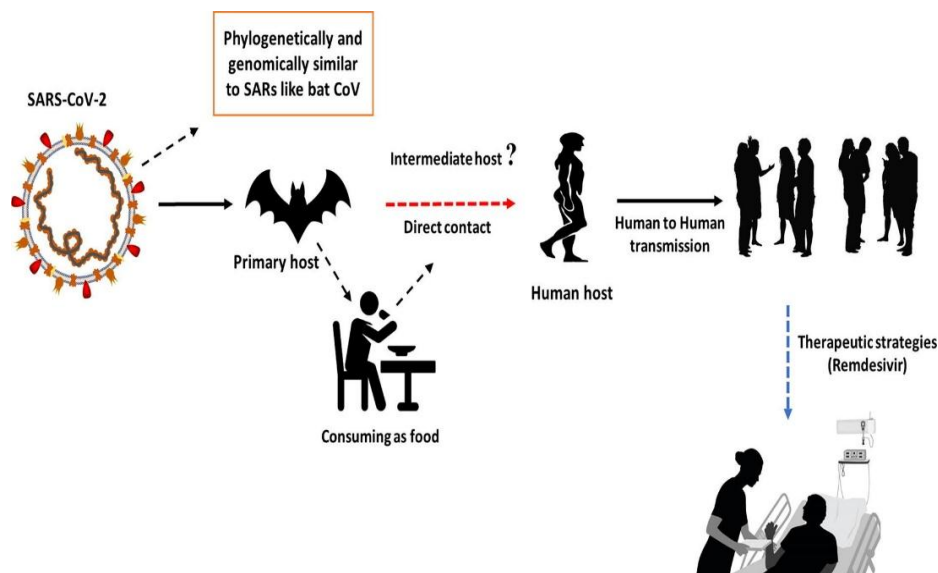 Phylogenetically and
genomically similar
to SARs like bat CoV
SARS-CoV-2
Intermediate host ?
Direct contact
Primary host
Human host
Human to Human
transmission
Consuming as food
Therapeutic strategies
(Remdesivir)